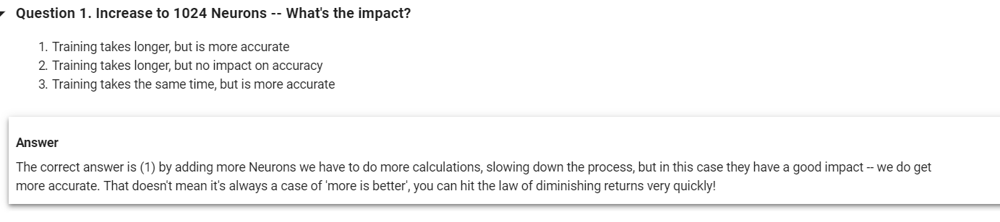 Question 1. Increase to 1024 Neurons -- What's the impact?
1. Training takes longer, but is more accurate
2. Training takes longer, but no impact on accuracy
3. Training takes the same time, but is more accurate
Answer
The correct answer is (1) by adding more Neurons we have to do more calculations, slowing down the process, but in this case they have a good impact -- we do get
more accurate. That doesn't mean it's always a case of 'more is better', you can hit the law of diminishing returns very quickly!